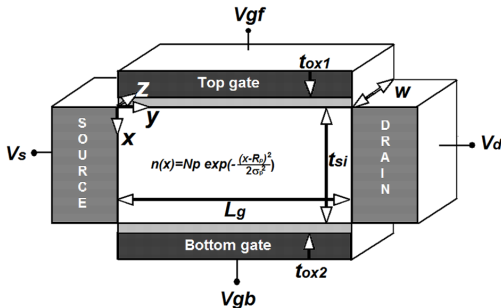 Vgf
tox1
Top gate
w
z
y
x
SOURCE
DRAIN
Vs
Vd
n(x)=Np exp(-(x-Rp)²/2σp²)
tsi
Lg
Bottom gate
tox2
Vgb